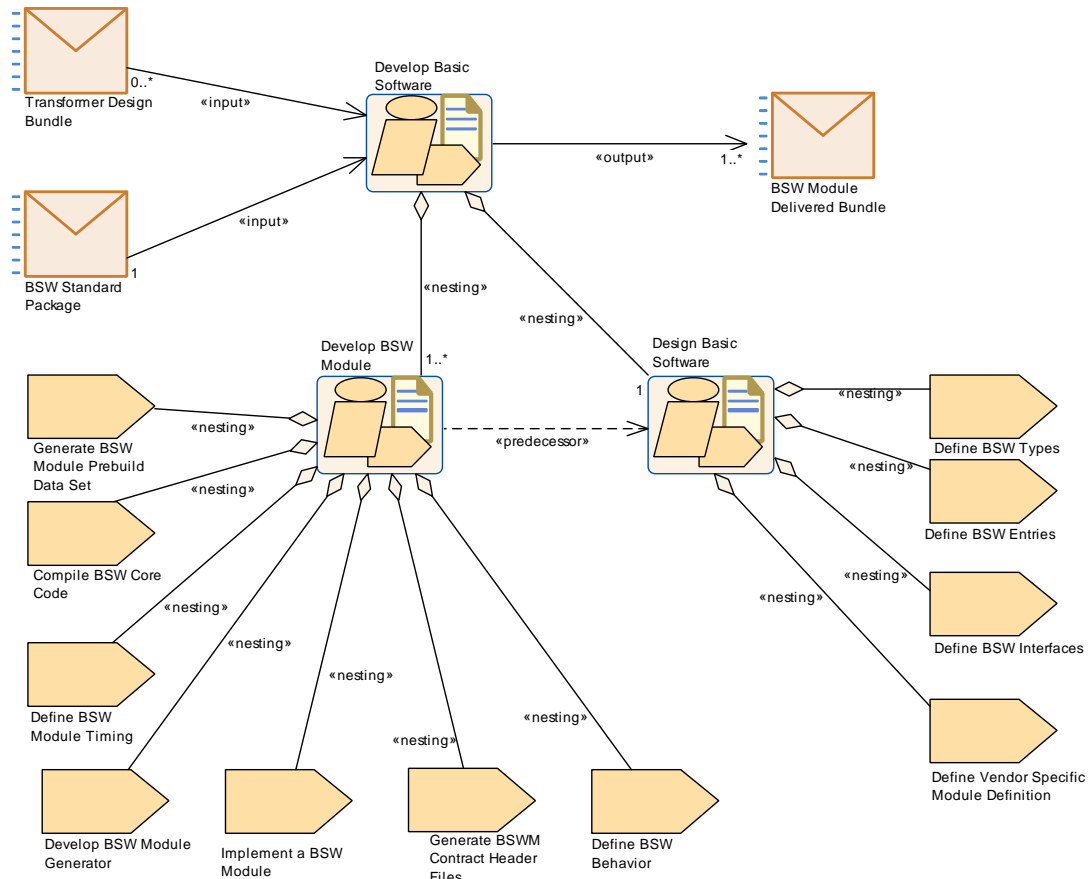 Develop Basic
Software
0..*
Transformer Design
Bundle
«input»
«output»
1..*
BSW Module
Delivered Bundle
«input»
1
BSW Standard
Package
«nesting»
«nesting»
Develop BSW
Module
1..*
Design Basic
Software
1
«predecessor»
«nesting»
Generate BSW
Module Prebuild
Data Set
«nesting»
Define BSW Types
«nesting»
Compile BSW Core
Code
«nesting»
Define BSW Entries
«nesting»
Define BSW
Module Timing
«nesting»
Define BSW Interfaces
«nesting»
Develop BSW Module
Generator
«nesting»
Implement a BSW
Module
«nesting»
Generate BSWM
Contract Header
Files
«nesting»
Define BSW
Behavior
«nesting»
Define Vendor Specific
Module Definition
«nesting»